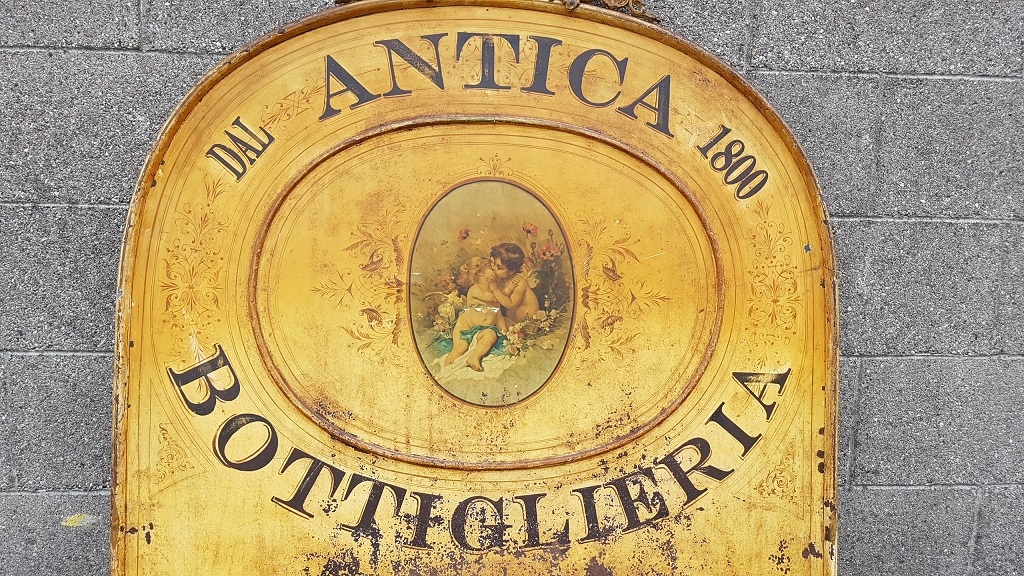 DAL ANTICA 1800
BOTTIGLIERIA